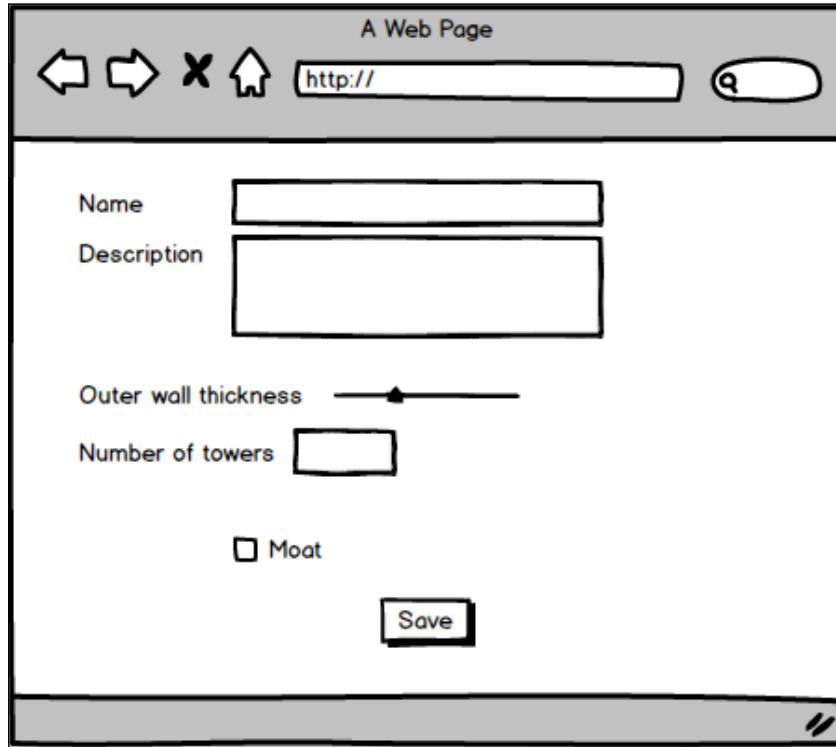 A Web Page
http://
Name
Description
Outer wall thickness
Number of towers
Moat
Save